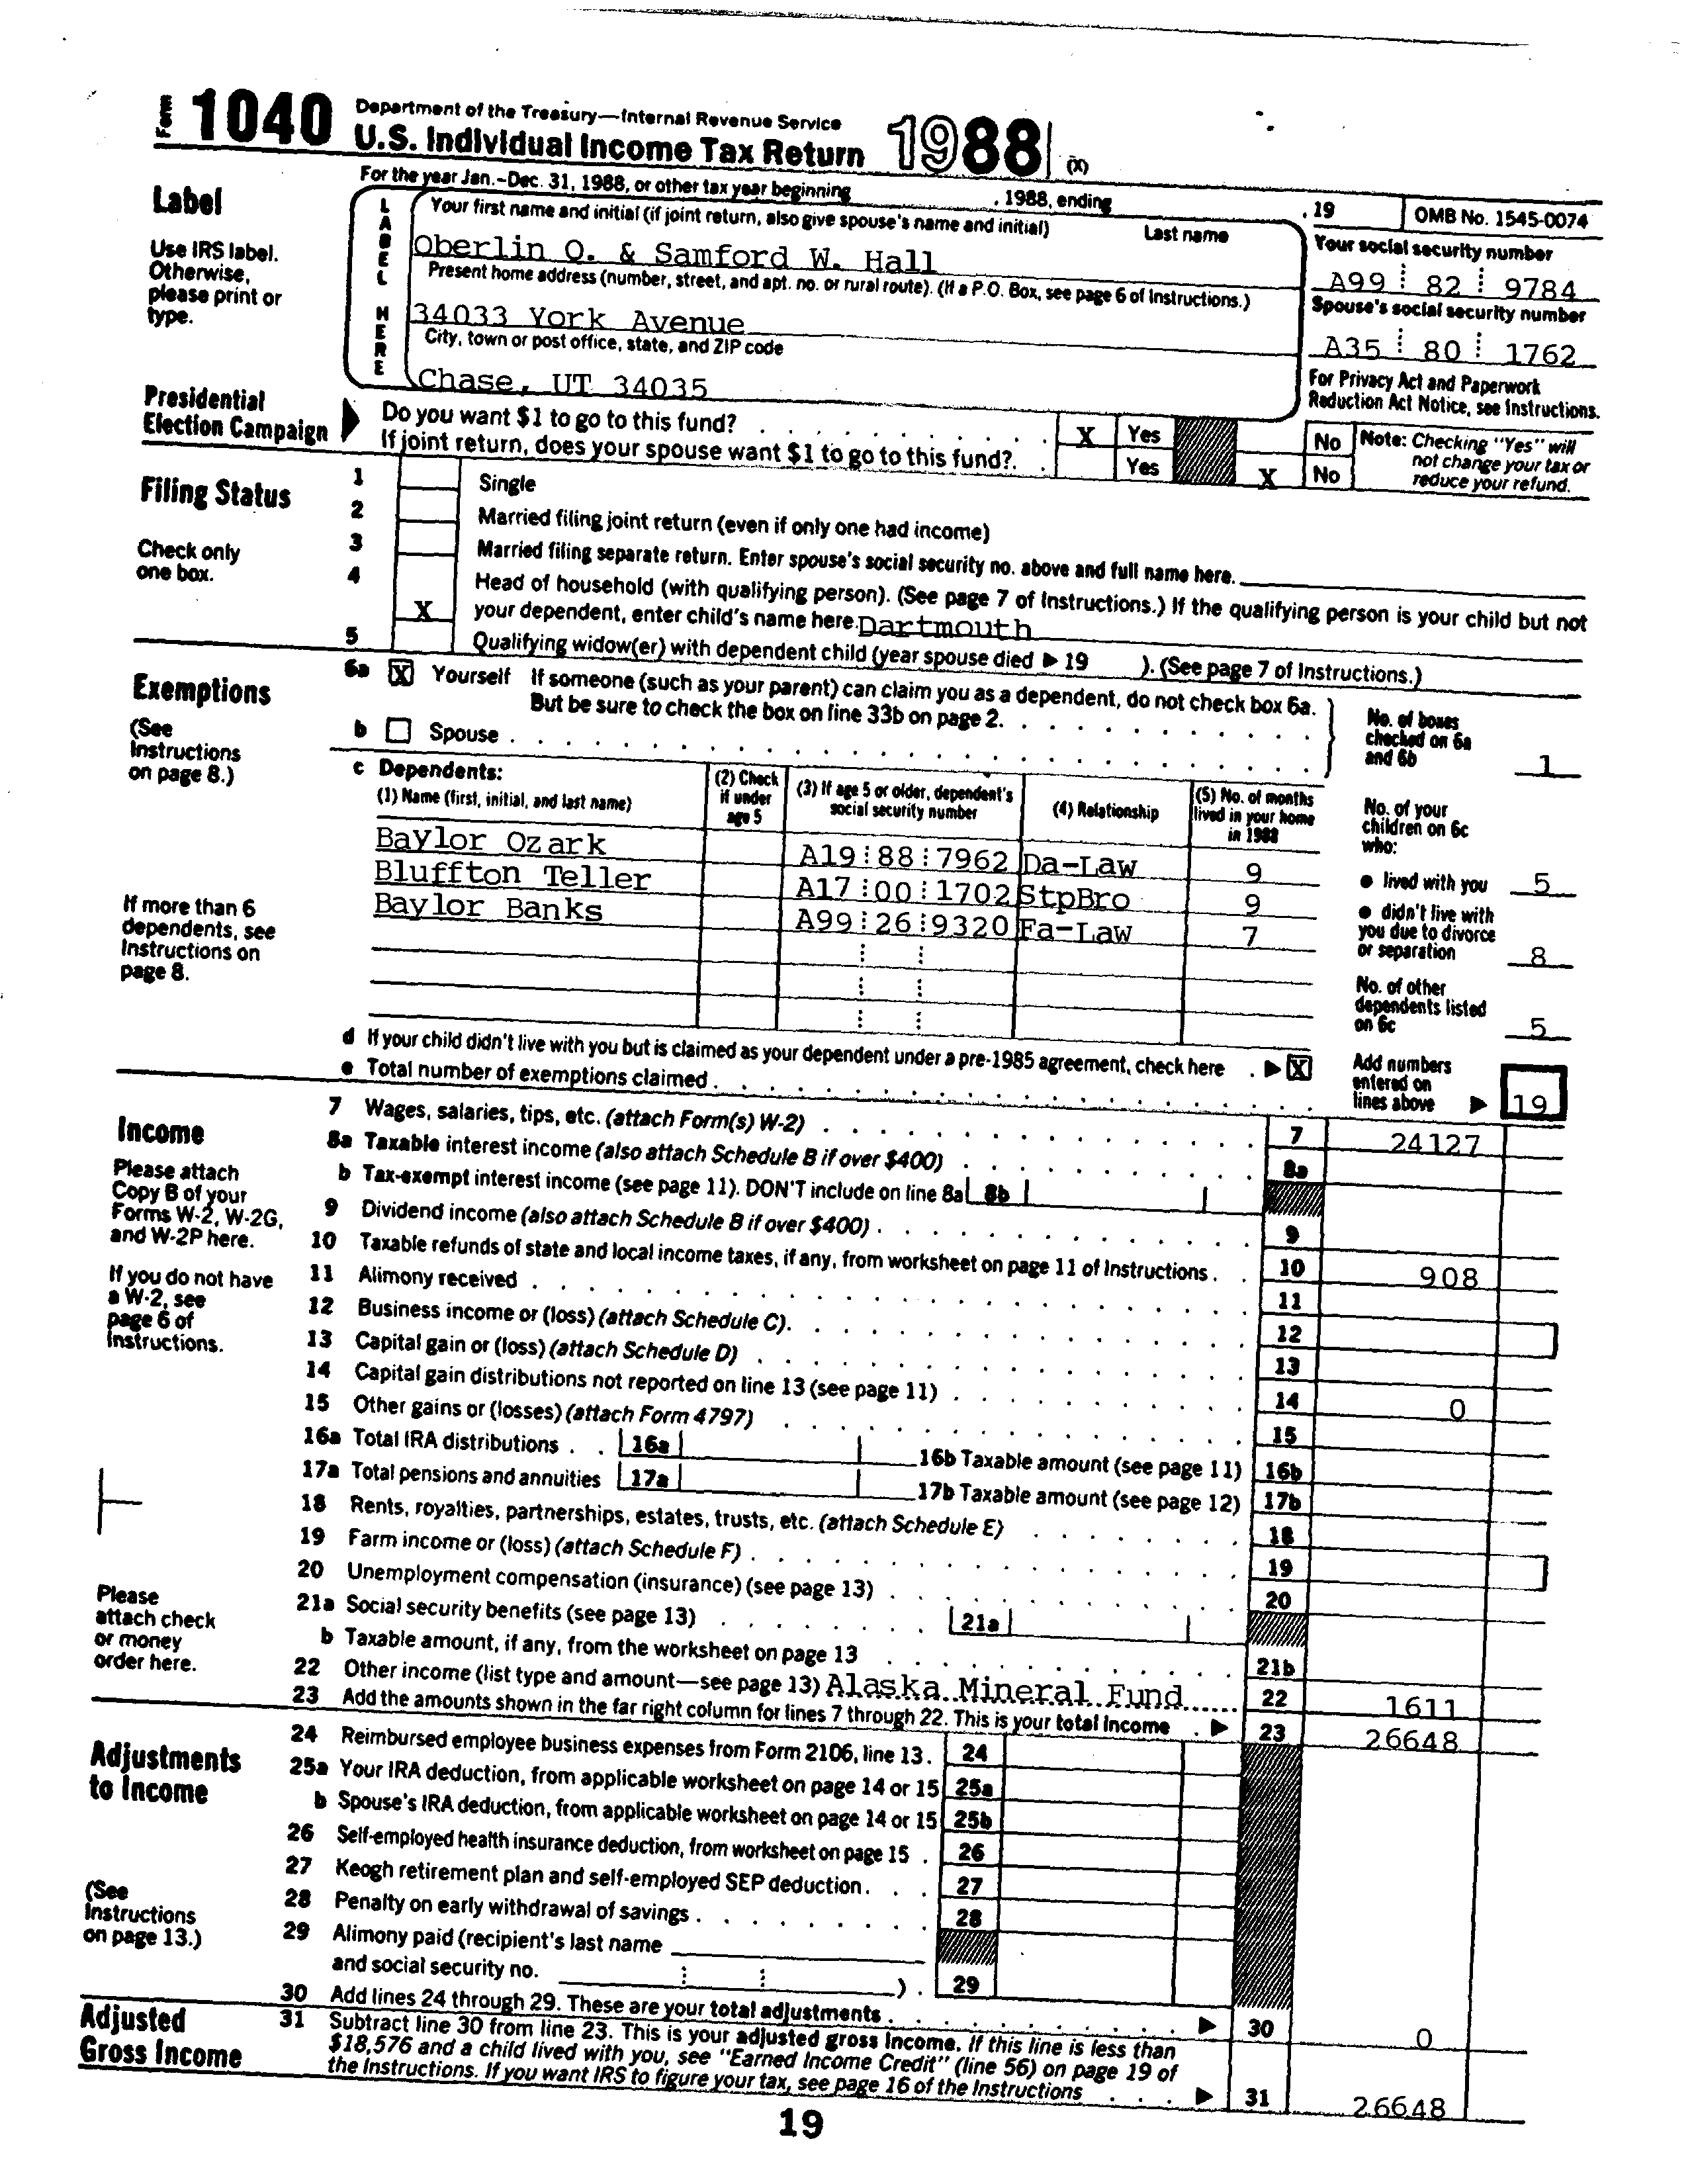 Form 1040 Department of the Treasury—Internal Revenue Service
U.S. Individual Income Tax Return 1988 (X)
For the year Jan.-Dec. 31, 1988, or other tax year beginning , 1988, ending , 19 OMB No. 1545-0074
Label
Use IRS label.
Otherwise,
please print or
type.
LABEL HERE
Your first name and initial (if joint return, also give spouse's name and initial) Last name
Oberlin O. & Samford W. Hall
Present home address (number, street, and apt. no. or rural route). (If a P.O. Box, see page 6 of Instructions.)
34033 York Avenue
City, town or post office, state, and ZIP code
Chase, UT 34035
Your social security number
A99 82 9784
Spouse's social security number
A35 80 1762
For Privacy Act and Paperwork
Reduction Act Notice, see Instructions.
Presidential
Election Campaign
Do you want $1 to go to this fund? X Yes No
If joint return, does your spouse want $1 to go to this fund? Yes X No
Note: Checking "Yes" will
not change your tax or
reduce your refund.
Filing Status
Check only
one box.
1 Single
2 Married filing joint return (even if only one had income)
3 Married filing separate return. Enter spouse's social security no. above and full name here.
4 Head of household (with qualifying person). (See page 7 of Instructions.) If the qualifying person is your child but not
X your dependent, enter child's name here. Dartmouth
5 Qualifying widow(er) with dependent child (year spouse died ▶ 19 ). (See page 7 of Instructions.)
Exemptions
(See
Instructions
on page 8.)
6a X Yourself If someone (such as your parent) can claim you as a dependent, do not check box 6a.
But be sure to check the box on line 33b on page 2.
b Spouse
No. of boxes
checked on 6a
and 6b 1
c Dependents:
(1) Name (first, initial, and last name)
(2) Check
if under
age 5
(3) If age 5 or older, dependent's
social security number
(4) Relationship
(5) No. of months
lived in your home
in 1988
Baylor Ozark A19 88 7962 Da-Law 9
Bluffton Teller A17 00 1702 StpBro 9
Baylor Banks A99 26 9320 Fa-Law 7
If more than 6
dependents, see
Instructions on
page 8.
No. of your
children on 6c
who:
● lived with you 5
● didn't live with
you due to divorce
or separation 8
No. of other
dependents listed
on 6c 5
d If your child didn't live with you but is claimed as your dependent under a pre-1985 agreement, check here ▶ X
e Total number of exemptions claimed
Add numbers
entered on
lines above ▶ 19
Income
Please attach
Copy B of your
Forms W-2, W-2G,
and W-2P here.
If you do not have
a W-2, see
page 6 of
Instructions.
7 Wages, salaries, tips, etc. (attach Form(s) W-2) 7 24127
8a Taxable interest income (also attach Schedule B if over $400) 8a
b Tax-exempt interest income (see page 11). DON'T include on line 8a 8b
9 Dividend income (also attach Schedule B if over $400) 9
10 Taxable refunds of state and local income taxes, if any, from worksheet on page 11 of Instructions 10 908
11 Alimony received 11
12 Business income or (loss) (attach Schedule C) 12
13 Capital gain or (loss) (attach Schedule D) 13
14 Capital gain distributions not reported on line 13 (see page 11) 14 0
15 Other gains or (losses) (attach Form 4797) 15
16a Total IRA distributions 16a 16b Taxable amount (see page 11) 16b
17a Total pensions and annuities 17a 17b Taxable amount (see page 12) 17b
18 Rents, royalties, partnerships, estates, trusts, etc. (attach Schedule E) 18
19 Farm income or (loss) (attach Schedule F) 19
20 Unemployment compensation (insurance) (see page 13) 20
21a Social security benefits (see page 13) 21a
b Taxable amount, if any, from the worksheet on page 13 21b
22 Other income (list type and amount—see page 13) Alaska Mineral Fund 22 1611
23 Add the amounts shown in the far right column for lines 7 through 22. This is your total income ▶ 23 26648
Please
attach check
or money
order here.
Adjustments
to Income
(See
Instructions
on page 13.)
24 Reimbursed employee business expenses from Form 2106, line 13. 24
25a Your IRA deduction, from applicable worksheet on page 14 or 15 25a
b Spouse's IRA deduction, from applicable worksheet on page 14 or 15 25b
26 Self-employed health insurance deduction, from worksheet on page 15 26
27 Keogh retirement plan and self-employed SEP deduction 27
28 Penalty on early withdrawal of savings 28
29 Alimony paid (recipient's last name
and social security no. ) 29
30 Add lines 24 through 29. These are your total adjustments ▶ 30 0
Adjusted
Gross Income
31 Subtract line 30 from line 23. This is your adjusted gross income. If this line is less than
$18,576 and a child lived with you, see "Earned Income Credit" (line 56) on page 19 of
the Instructions. If you want IRS to figure your tax, see page 16 of the Instructions ▶ 31 26648
19